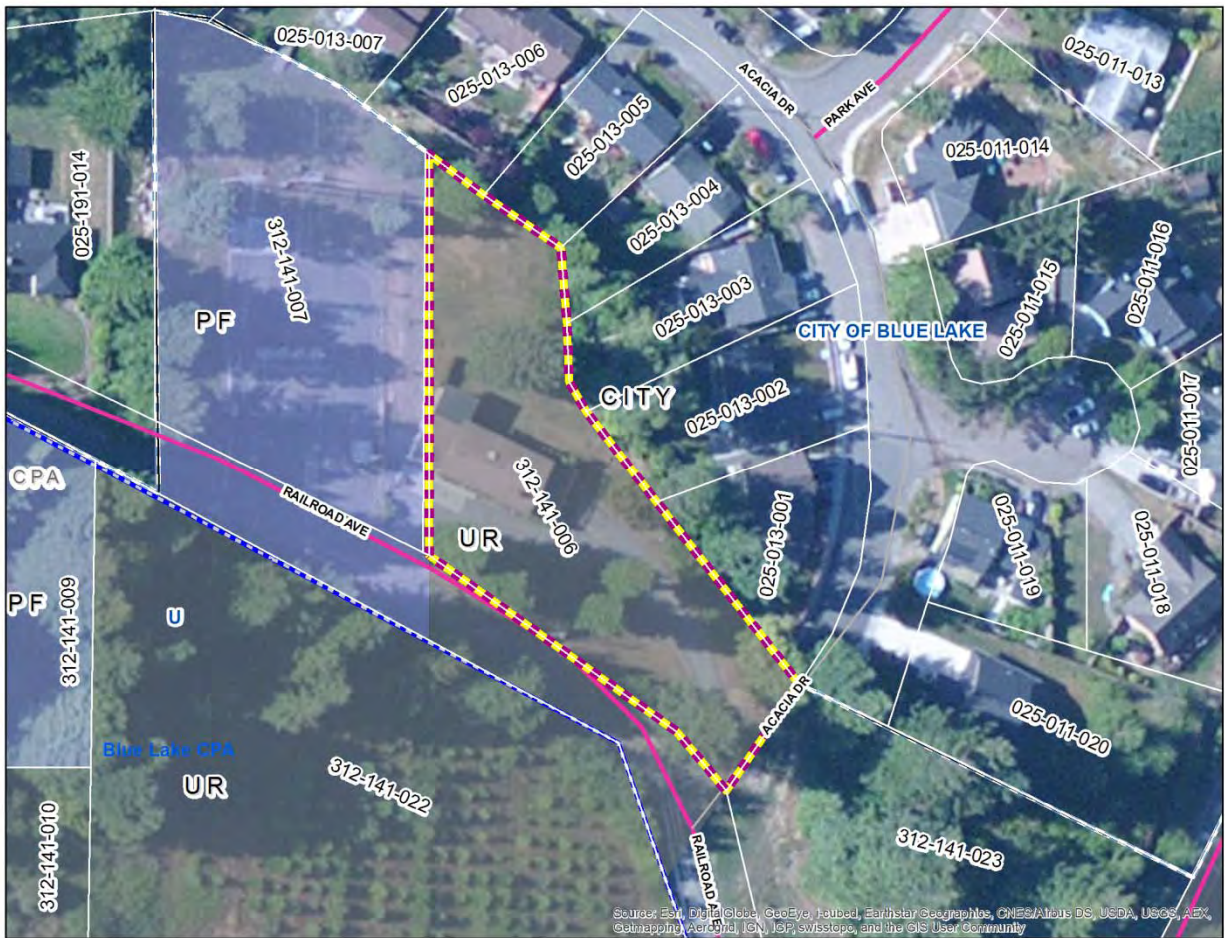 025-013-007
025-013-006
025-013-005
025-013-004
025-013-003
025-013-002
025-013-001
ACACIA DR
PARK AVE
025-011-013
025-011-014
025-011-015
025-011-016
025-011-017
025-011-018
025-011-019
025-011-020
025-191-014
312-141-007
PF
CITY OF BLUE LAKE
CITY
312-141-006
UR
RAILROAD AVE
CPA
PF
312-141-009
U
Blue Lake CPA
UR
312-141-022
312-141-010
ACACIA DR
RAILROAD AVE
312-141-023
Source: Esri, DigitalGlobe, GeoEye, i-cubed, Earthstar Geographics, CNES/Airbus DS, USDA, USGS, AEX,
Getmapping, Aerogrid, IGN, IGP, swisstopo, and the GIS User Community